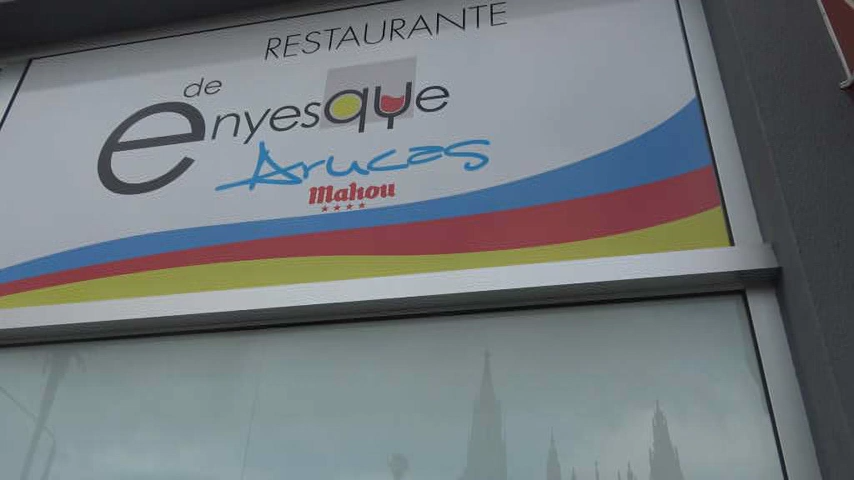 RESTAURANTE
de
enyesque
Arucas
Mahou